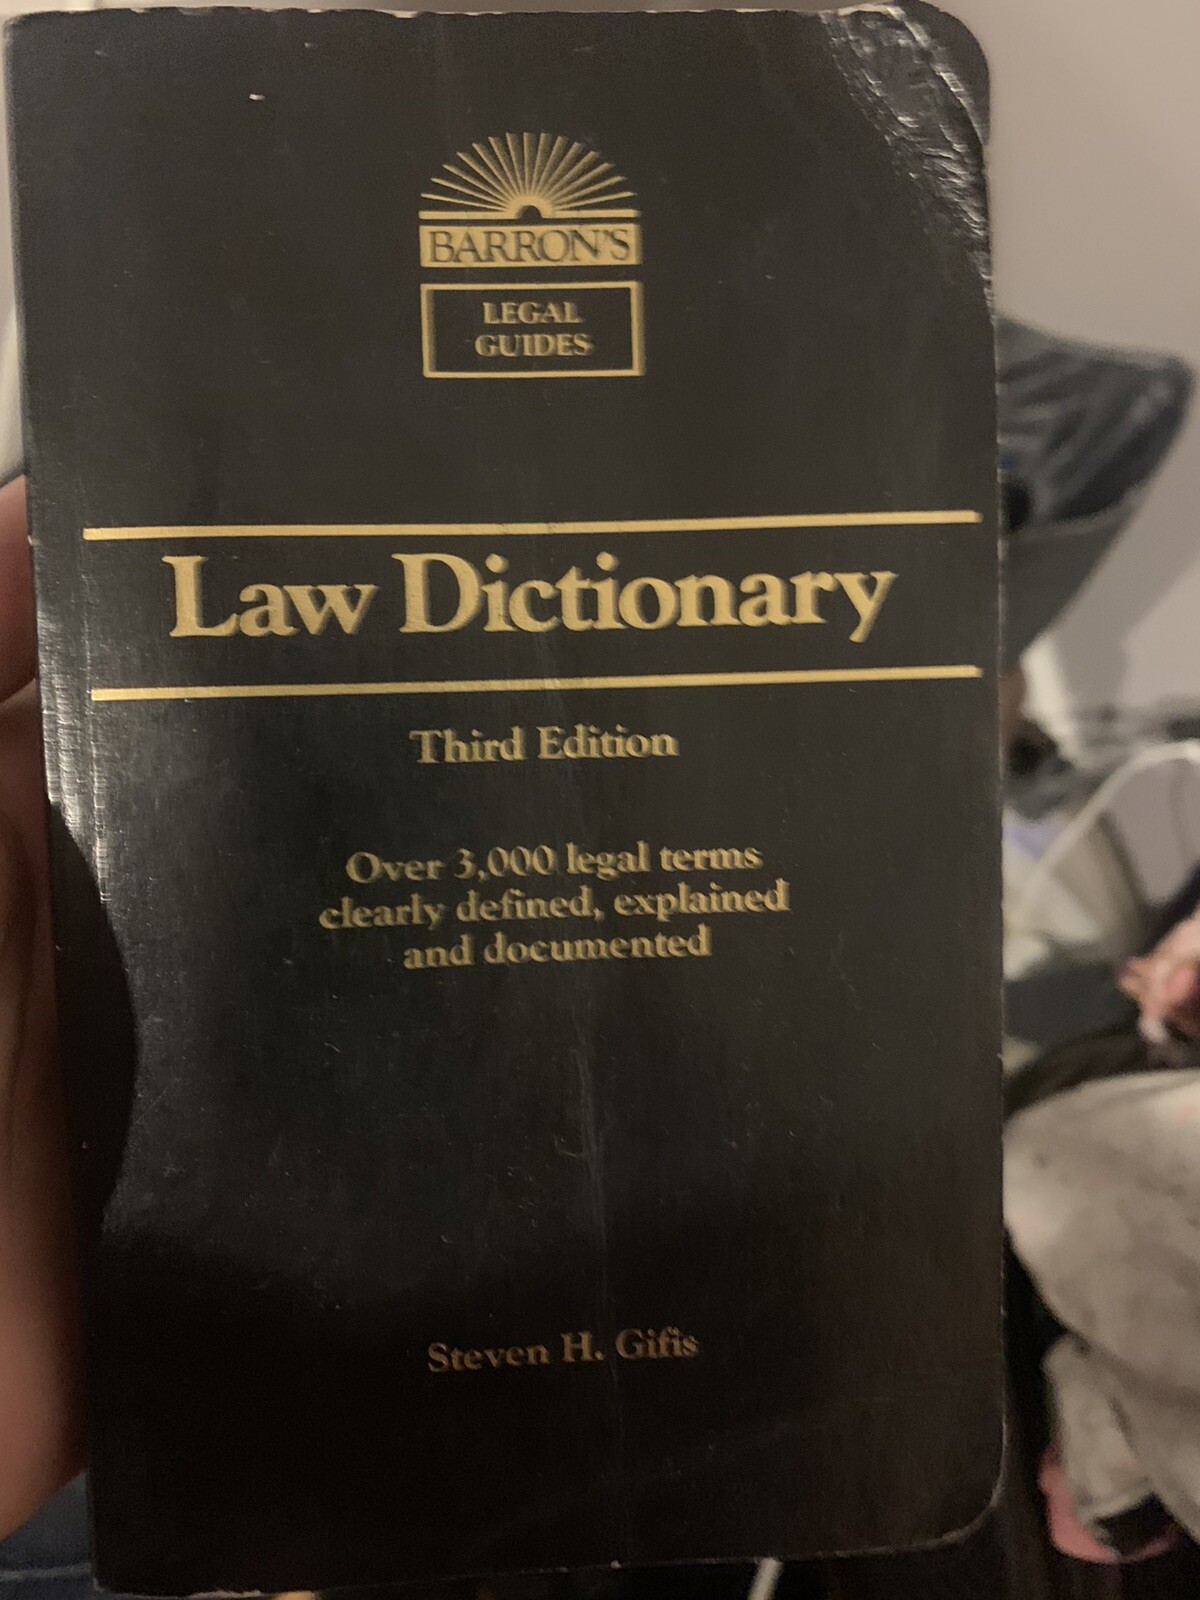 BARRON'S
LEGAL
GUIDES
Law Dictionary
Third Edition
Over 3,000 legal terms
clearly defined, explained
and documented
Steven H. Gifis